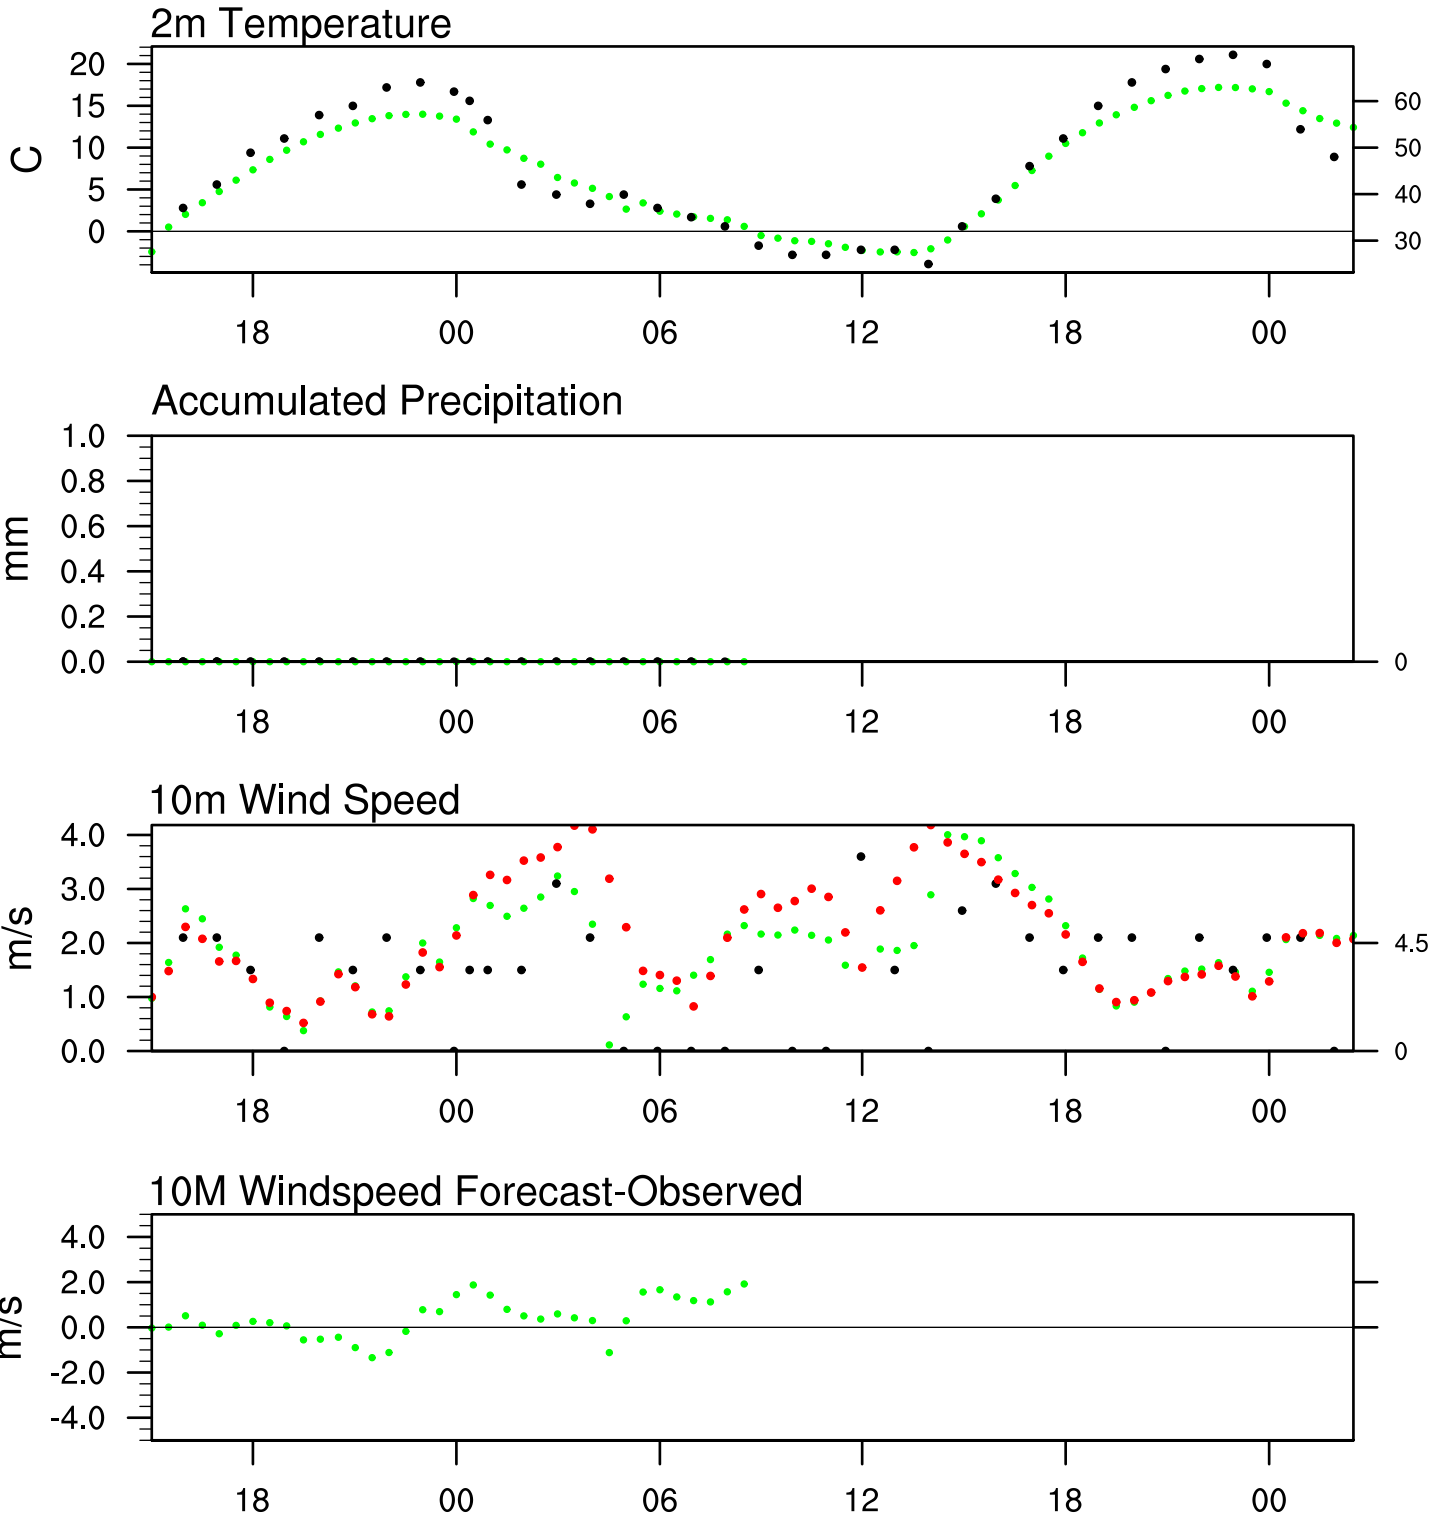 2m Temperature
20
15
10
5
0
C
60
50
40
30
18 00 06 12 18 00
Accumulated Precipitation
1.0
0.8
0.6
0.4
0.2
0.0
mm
0
18 00 06 12 18 00
10m Wind Speed
4.0
3.0
2.0
1.0
0.0
m/s
4.5
0
18 00 06 12 18 00
10M Windspeed Forecast-Observed
4.0
2.0
0.0
-2.0
-4.0
m/s
18 00 06 12 18 00